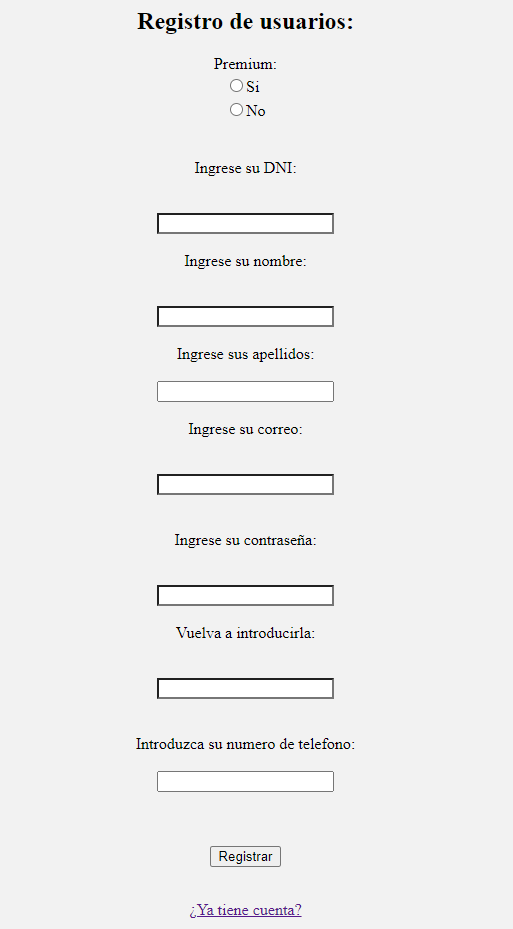 Registro de usuarios:
Premium:
Si
No
Ingrese su DNI:
Ingrese su nombre:
Ingrese sus apellidos:
Ingrese su correo:
Ingrese su contraseña:
Vuelva a introducirla:
Introduzca su numero de telefono:
Registrar
¿Ya tiene cuenta?